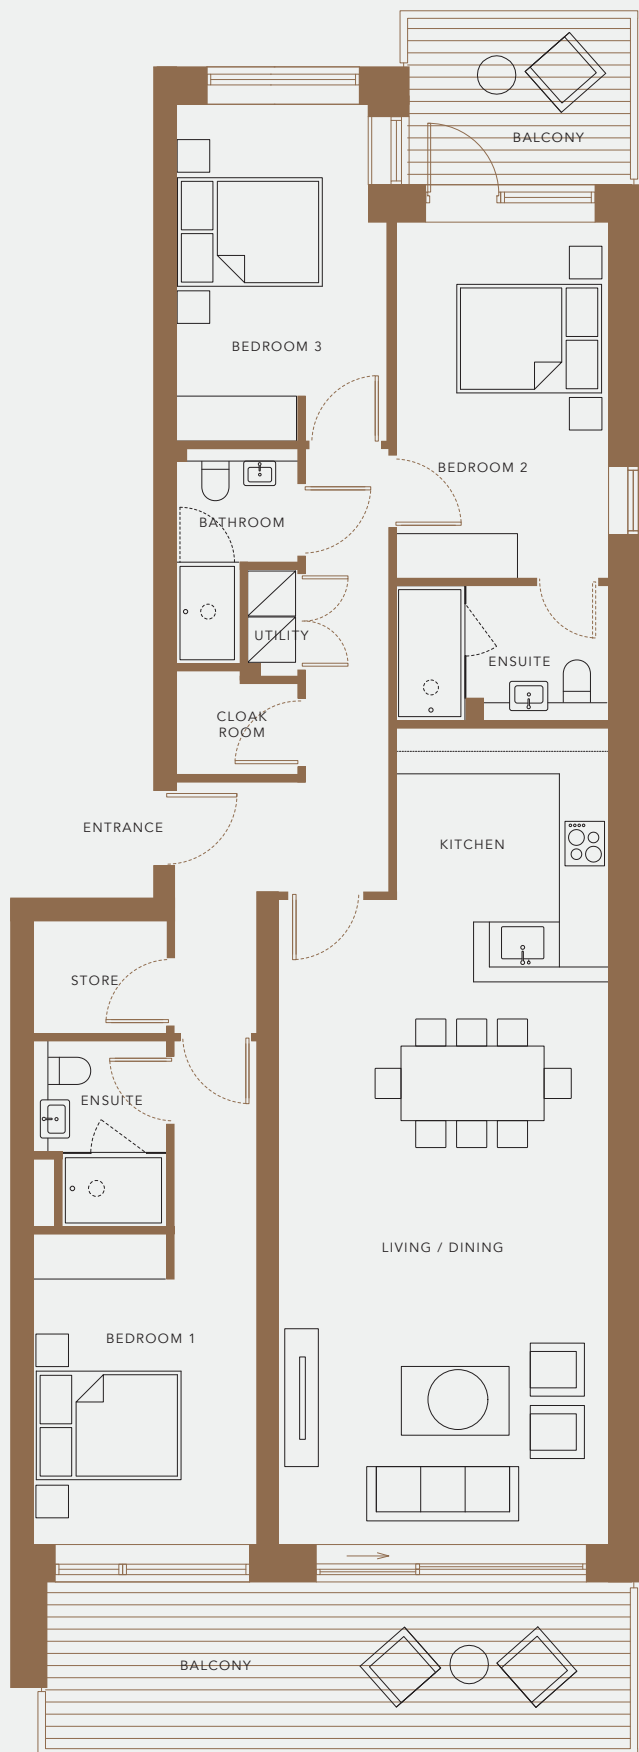 BALCONY
BEDROOM 3
BEDROOM 2
BATHROOM
UTILITY
ENSUITE
CLOAK
ROOM
ENTRANCE
KITCHEN
STORE
ENSUITE
LIVING / DINING
BEDROOM 1
BALCONY